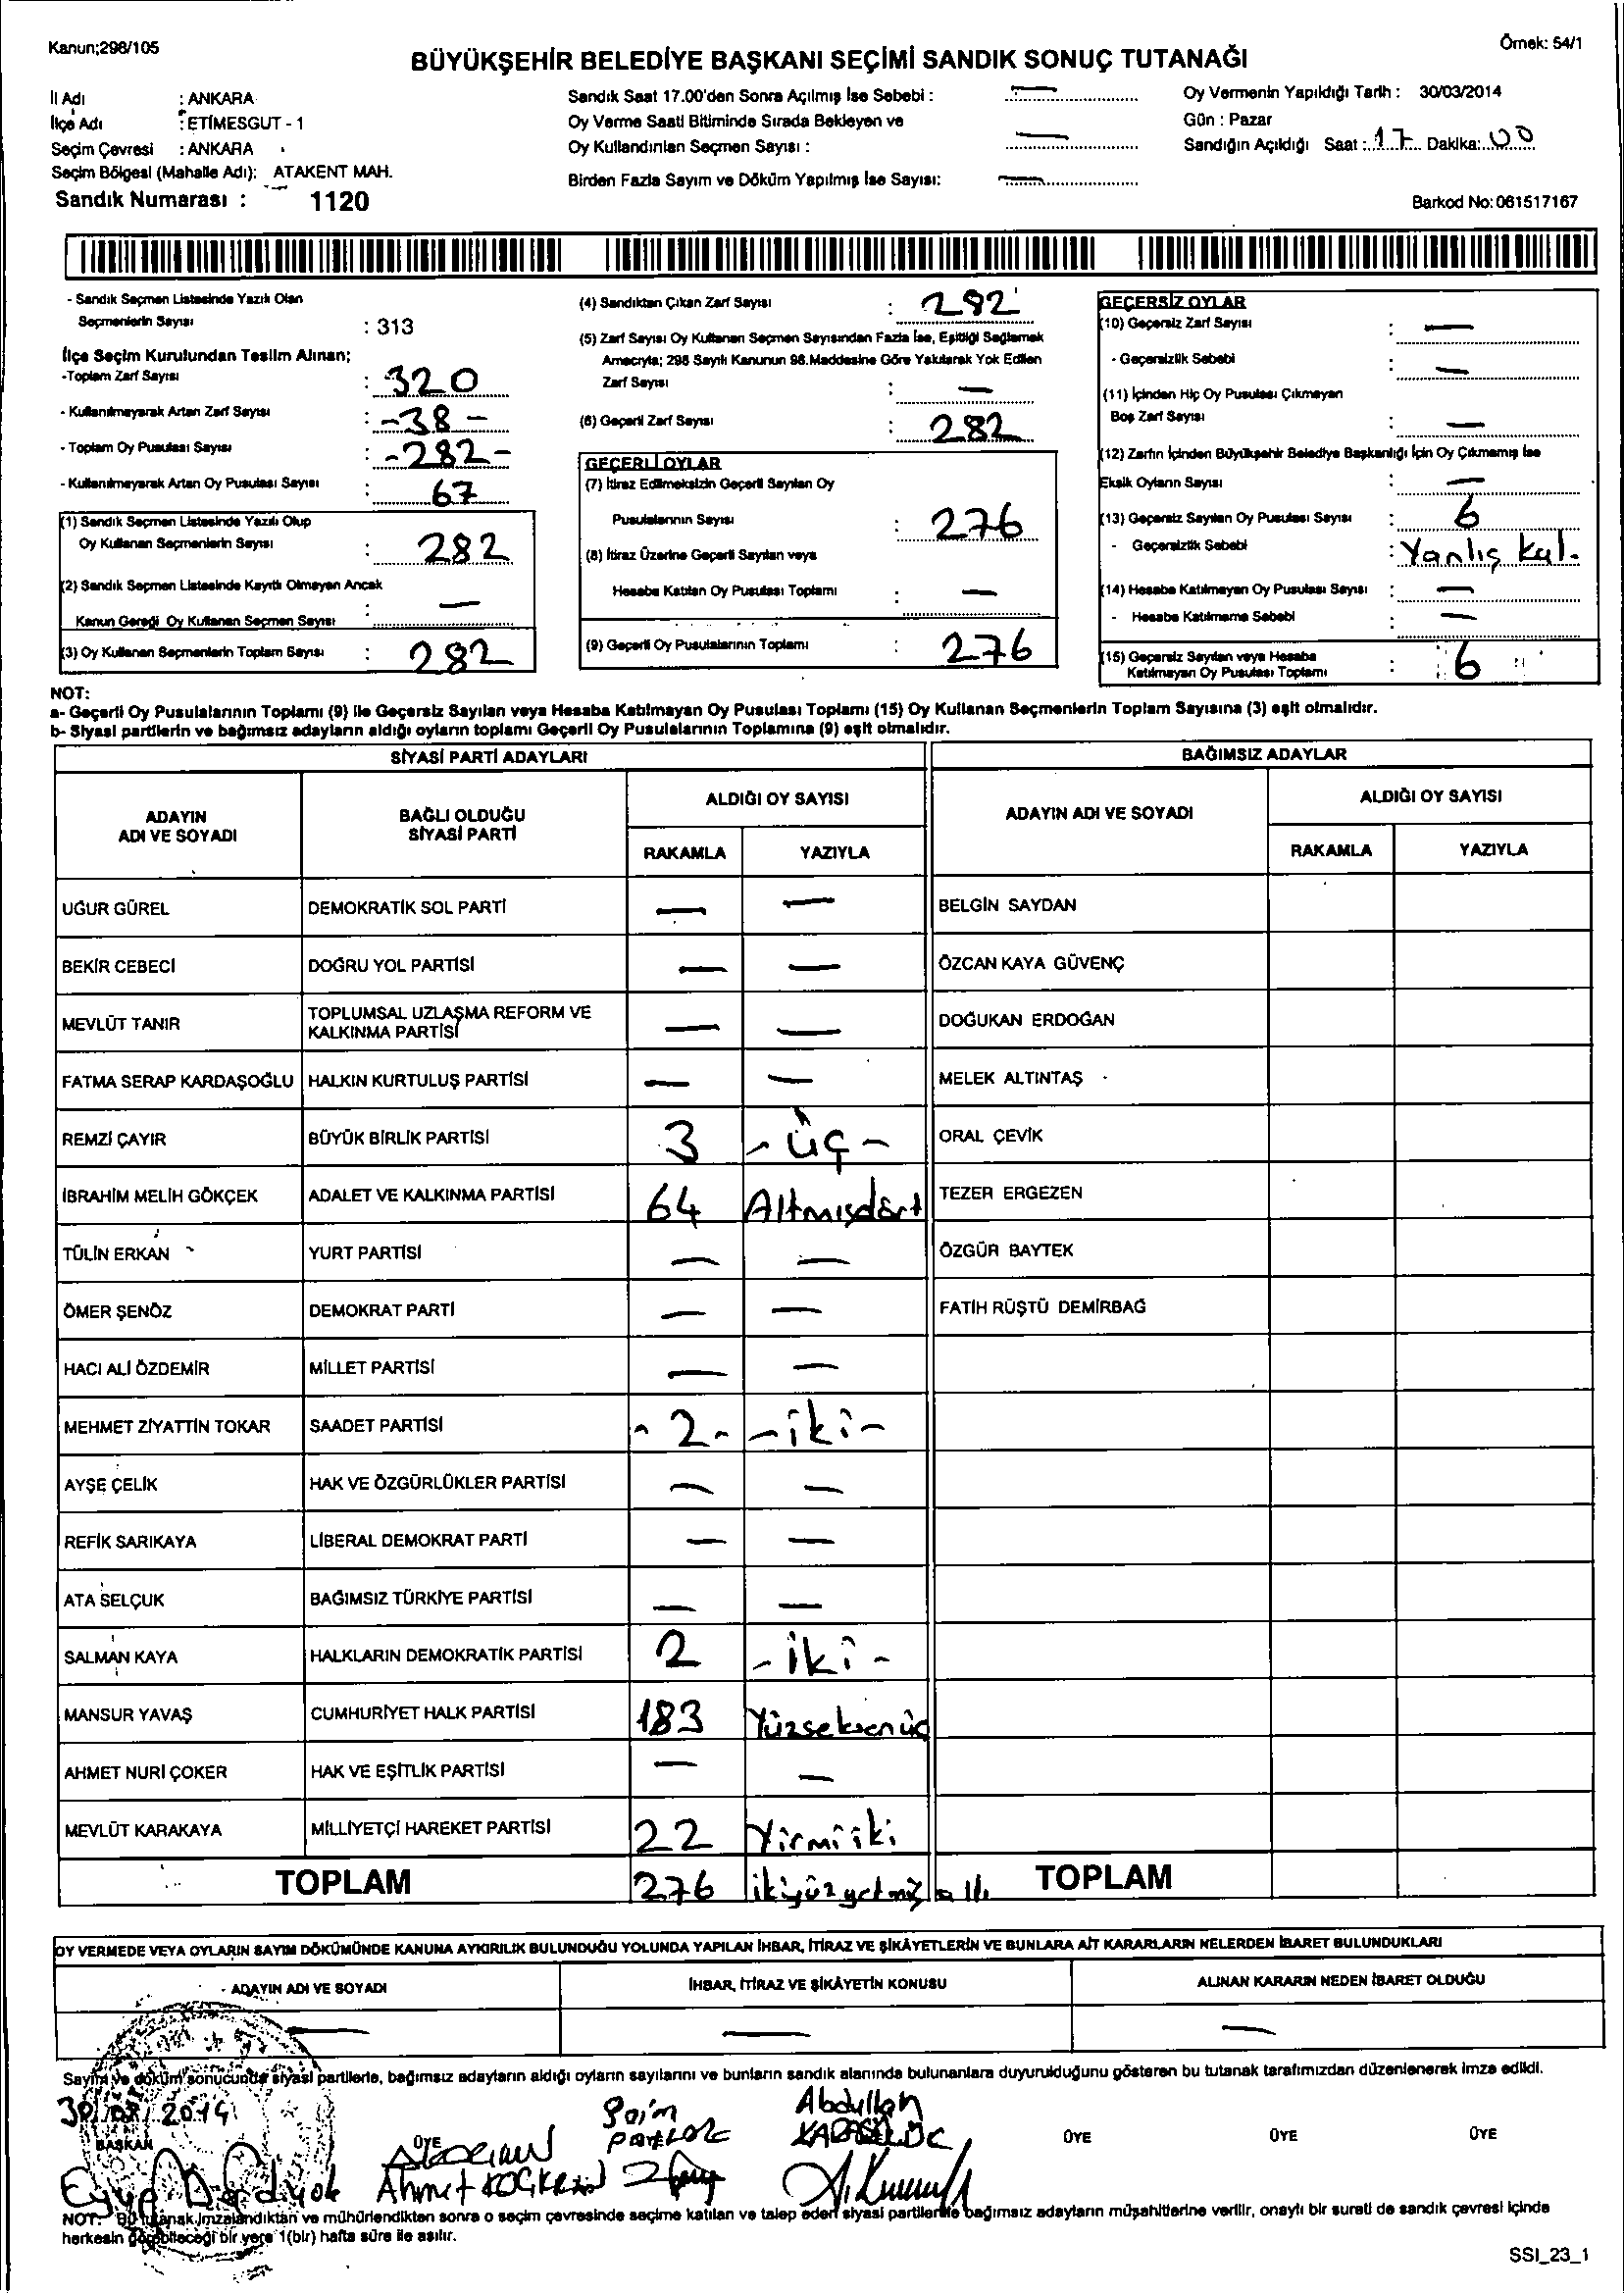 Kanun;298/105
Örnek: 54/1
BÜYÜKŞEHİR BELEDİYE BAŞKANI SEÇİMİ SANDIK SONUÇ TUTANAĞI
İl Adı : ANKARA
İlçe Adı : ETİMESGUT - 1
Seçim Çevresi : ANKARA
Seçim Bölgesi (Mahalle Adı): ATAKENT MAH.
Sandık Numarası : 1120
Sandık Saat 17.00'den Sonra Açılmış İse Sebebi : —
Oy Verme Saati Bitiminde Sırada Bekleyen ve
Oy Kullandırılan Seçmen Sayısı : —
Birden Fazla Sayım ve Döküm Yapılmış İse Sayısı: —
Oy Vermenin Yapıldığı Tarih : 30/03/2014
Gün : Pazar
Sandığın Açıldığı Saat : 17 Dakika: 00
Barkod No: 061517167
- Sandık Seçmen Listesinde Yazılı Olan
Seçmenlerin Sayısı : 313
İlçe Seçim Kurulundan Teslim Alınan;
-Toplam Zarf Sayısı : 320
- Kullanılmayarak Artan Zarf Sayısı : -38-
- Toplam Oy Pusulası Sayısı : -282-
- Kullanılmayarak Artan Oy Pusulası Sayısı : 67
(1) Sandık Seçmen Listesinde Yazılı Olup
Oy Kullanan Seçmenlerin Sayısı : 282
(2) Sandık Seçmen Listesinde Kayıtlı Olmayan Ancak
Kanun Gereği Oy Kullanan Seçmen Sayısı : —
(3) Oy Kullanan Seçmenlerin Toplam Sayısı : 282
(4) Sandıktan Çıkan Zarf Sayısı : 282
(5) Zarf Sayısı Oy Kullanan Seçmen Sayısından Fazla İse, Eşitliği Sağlamak
Amacıyla; 298 Sayılı Kanunun 98.Maddesine Göre Yakılarak Yok Edilen
Zarf Sayısı : —
(6) Geçerli Zarf Sayısı : 282
GEÇERLİ OYLAR
(7) İtiraz Edilmeksizin Geçerli Sayılan Oy
Pusulalarının Sayısı : 276
(8) İtiraz Üzerine Geçerli Sayılan veya
Hesaba Katılan Oy Pusulası Toplamı : —
(9) Geçerli Oy Pusulalarının Toplamı : 276
GEÇERSİZ OYLAR
(10) Geçersiz Zarf Sayısı : —
- Geçersizlik Sebebi : —
(11) İçinden Hiç Oy Pusulası Çıkmayan
Boş Zarf Sayısı : —
(12) Zarfın İçinden Büyükşehir Belediye Başkanlığı İçin Oy Çıkmamış İse
Eksik Oyların Sayısı : —
(13) Geçersiz Sayılan Oy Pusulası Sayısı : 6
- Geçersizlik Sebebi : Yanlış kul.
(14) Hesaba Katılmayan Oy Pusulası Sayısı : —
- Hesaba Katılmama Sebebi : —
(15) Geçersiz Sayılan veya Hesaba
Katılmayan Oy Pusulası Toplamı : 6
NOT:
a- Geçerli Oy Pusulalarının Toplamı (9) ile Geçersiz Sayılan veya Hesaba Katılmayan Oy Pusulası Toplamı (15) Oy Kullanan Seçmenlerin Toplam Sayısına (3) eşit olmalıdır.
b- Siyasi partilerin ve bağımsız adayların aldığı oyların toplamı Geçerli Oy Pusulalarının Toplamına (9) eşit olmalıdır.
SİYASİ PARTİ ADAYLARI
BAĞIMSIZ ADAYLAR
ADAYIN ADI VE SOYADI
BAĞLI OLDUĞU SİYASİ PARTİ
ALDIĞI OY SAYISI
RAKAMLA YAZIYLA
ADAYIN ADI VE SOYADI
ALDIĞI OY SAYISI
RAKAMLA YAZIYLA
UĞUR GÜREL DEMOKRATİK SOL PARTİ — — BELGİN SAYDAN
BEKİR CEBECİ DOĞRU YOL PARTİSİ — — ÖZCAN KAYA GÜVENÇ
MEVLÜT TANIR TOPLUMSAL UZLAŞMA REFORM VE KALKINMA PARTİSİ — — DOĞUKAN ERDOĞAN
FATMA SERAP KARDAŞOĞLU HALKIN KURTULUŞ PARTİSİ — — MELEK ALTINTAŞ
REMZİ ÇAYIR BÜYÜK BİRLİK PARTİSİ 3 - üç - ORAL ÇEVİK
İBRAHİM MELİH GÖKÇEK ADALET VE KALKINMA PARTİSİ 64 Altmışdört TEZER ERGEZEN
TÜLİN ERKAN YURT PARTİSİ — — ÖZGÜR BAYTEK
ÖMER ŞENÖZ DEMOKRAT PARTİ — — FATİH RÜŞTÜ DEMİRBAĞ
HACI ALİ ÖZDEMİR MİLLET PARTİSİ — —
MEHMET ZİYATTİN TOKAR SAADET PARTİSİ - 2 - - iki -
AYŞE ÇELİK HAK VE ÖZGÜRLÜKLER PARTİSİ — —
REFİK SARIKAYA LİBERAL DEMOKRAT PARTİ — —
ATA SELÇUK BAĞIMSIZ TÜRKİYE PARTİSİ — —
SALMAN KAYA HALKLARIN DEMOKRATİK PARTİSİ 2 - iki -
MANSUR YAVAŞ CUMHURİYET HALK PARTİSİ 183 Yüzseksenüç
AHMET NURİ ÇOKER HAK VE EŞİTLİK PARTİSİ — —
MEVLÜT KARAKAYA MİLLİYETÇİ HAREKET PARTİSİ 22 Yirmiiki
TOPLAM 276 ikiyüzyetmişaltı TOPLAM
OY VERMEDE VEYA OYLARIN SAYIM DÖKÜMÜNDE KANUNA AYKIRILIK BULUNDUĞU YOLUNDA YAPILAN İHBAR, İTİRAZ VE ŞİKÂYETLERİN VE BUNLARA AİT KARARLARIN NELERDEN İBARET BULUNDUKLARI
ADAYIN ADI VE SOYADI İHBAR, İTİRAZ VE ŞİKÂYETİN KONUSU ALINAN KARARIN NEDEN İBARET OLDUĞU
— — —
Sayım ve döküm sonucunda siyasi partilerle, bağımsız adayların aldığı oyların sayılarını ve bunların sandık alanında bulunanlara duyurulduğunu gösteren bu tutanak tarafımızdan düzenlenerek imza edildi.
30/03/2014
BAŞKAN ÜYE ÜYE ÜYE ÜYE
Abdullah
Eyup
Ahmet
NOT: Bu tutanak imzalandıktan ve mühürlendikten sonra o seçim çevresinde seçime katılan ve talep eden siyasi partilerle bağımsız adayların müşahitlerine verilir, onaylı bir sureti de sandık çevresi içinde
herkesin görebileceği bir yere 1(bir) hafta süre ile asılır.
SSI_23_1